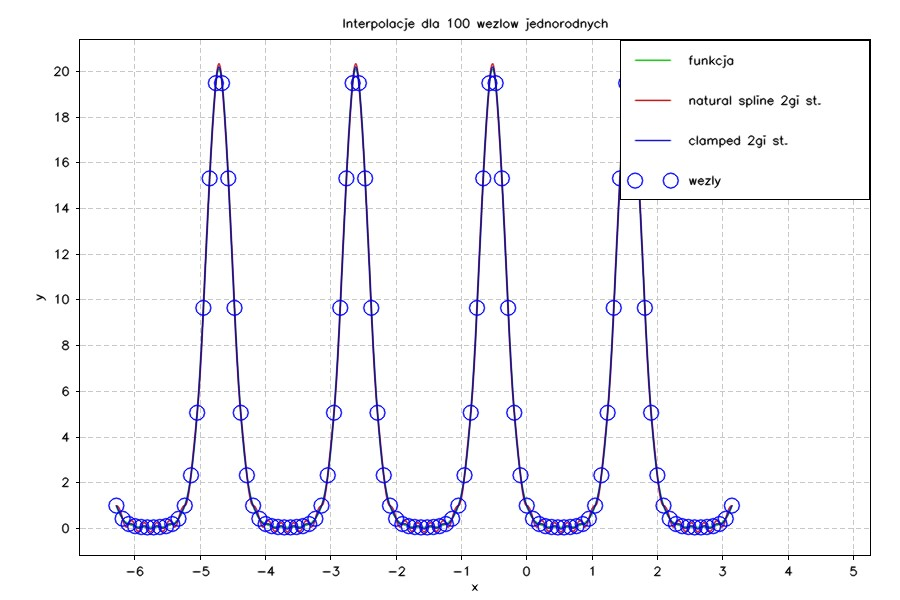 Interpolacje dla 100 wezlow jednorodnych
funkcja
natural spline 2gi st.
clamped 2gi st.
wezly
y
20
18
16
14
12
10
8
6
4
2
0
−6 −5 −4 −3 −2 −1 0 1 2 3 4 5
x